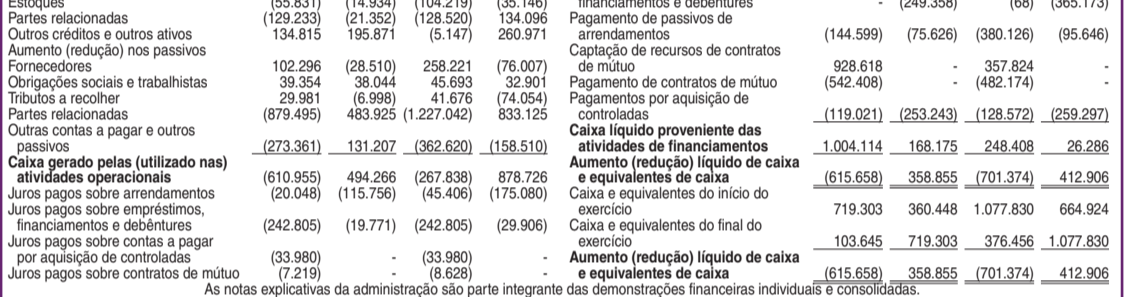 Estoques (55.831) (14.934) (104.219) (35.146)
Partes relacionadas (129.233) (21.352) (128.520) 134.096
Outros créditos e outros ativos 134.815 195.871 (5.147) 260.971
Aumento (redução) nos passivos
Fornecedores 102.296 (28.510) 258.221 (76.007)
Obrigações sociais e trabalhistas 39.354 38.044 45.693 32.901
Tributos a recolher 29.981 (6.998) 41.676 (74.054)
Partes relacionadas (879.495) 483.925 (1.227.042) 833.125
Outras contas a pagar e outros
passivos (273.361) 131.207 (362.620) (158.510)
Caixa gerado pelas (utilizado nas)
atividades operacionais (610.955) 494.266 (267.838) 878.726
Juros pagos sobre arrendamentos (20.048) (115.756) (45.406) (175.080)
Juros pagos sobre empréstimos,
financiamentos e debêntures (242.805) (19.771) (242.805) (29.906)
Juros pagos sobre contas a pagar
por aquisição de controladas (33.980) - (33.980) -
Juros pagos sobre contratos de mútuo (7.219) - (8.628) -
financiamentos e debêntures - (249.358) (68) (365.173)
Pagamento de passivos de
arrendamentos (144.599) (75.626) (380.126) (95.646)
Captação de recursos de contratos
de mútuo 928.618 - 357.824 -
Pagamento de contratos de mútuo (542.408) - (482.174) -
Pagamentos por aquisição de
controladas (119.021) (253.243) (128.572) (259.297)
Caixa líquido proveniente das
atividades de financiamentos 1.004.114 168.175 248.408 26.286
Aumento (redução) líquido de caixa
e equivalentes de caixa (615.658) 358.855 (701.374) 412.906
Caixa e equivalentes do início do
exercício 719.303 360.448 1.077.830 664.924
Caixa e equivalentes do final do
exercício 103.645 719.303 376.456 1.077.830
Aumento (redução) líquido de caixa
e equivalentes de caixa (615.658) 358.855 (701.374) 412.906
As notas explicativas da administração são parte integrante das demonstrações financeiras individuais e consolidadas.